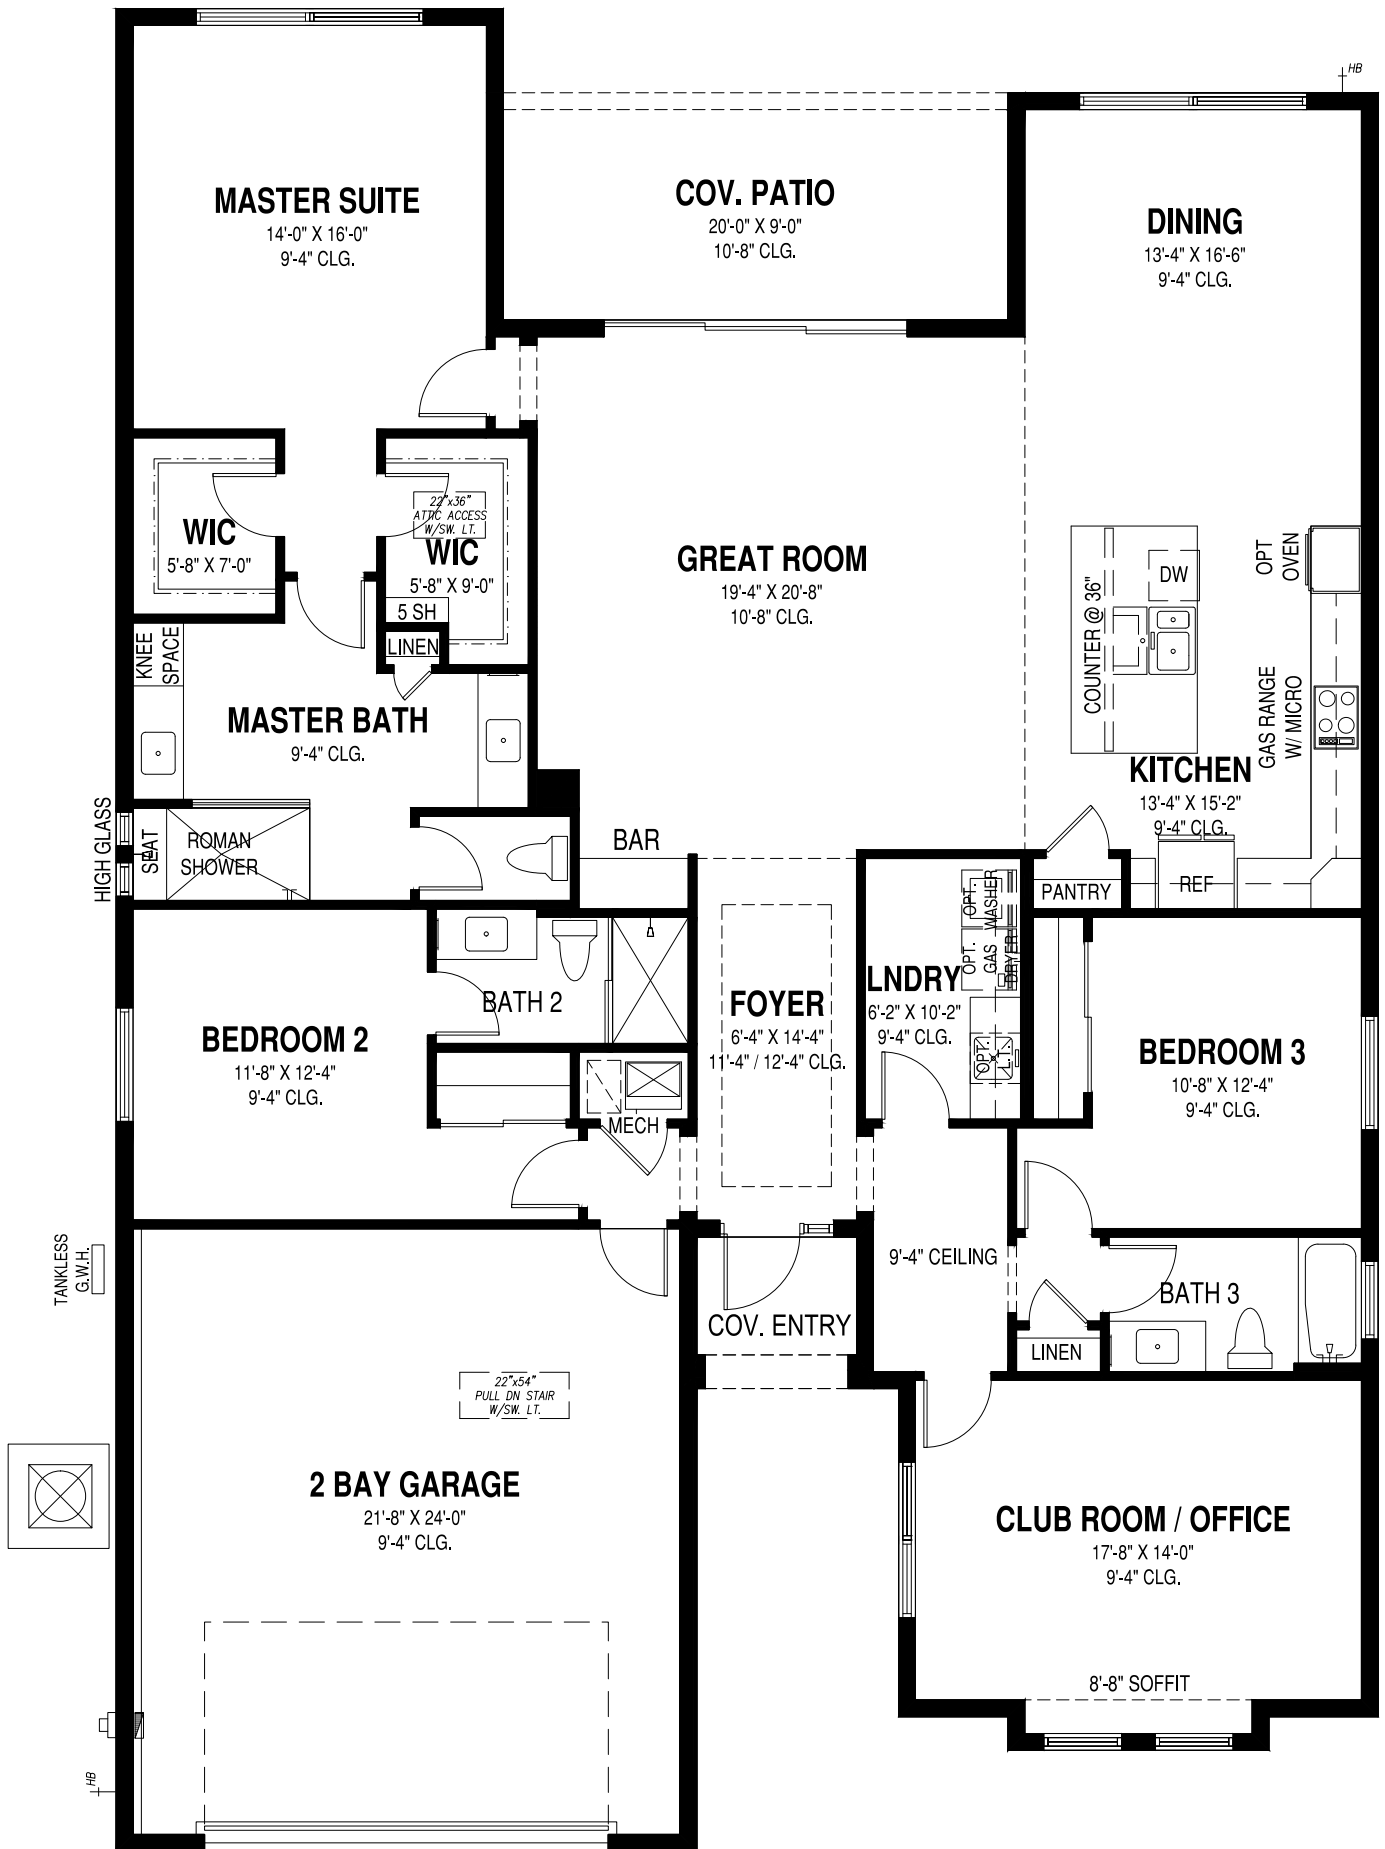 HB
MASTER SUITE
14'-0" X 16'-0"
9'-4" CLG.
COV. PATIO
20'-0" X 9'-0"
10'-8" CLG.
DINING
13'-4" X 16'-6"
9'-4" CLG.
WIC
5'-8" X 7'-0"
22"x36"
ATTIC ACCESS
W/SW. LT.
WIC
5'-8" X 9'-0"
5 SH
LINEN
GREAT ROOM
19'-4" X 20'-8"
10'-8" CLG.
COUNTER @ 36"
DW
OPT
OVEN
GAS RANGE
W/ MICRO
KITCHEN
13'-4" X 15'-2"
9'-4" CLG.
KNEE
SPACE
MASTER BATH
9'-4" CLG.
HIGH GLASS
SEAT
ROMAN
SHOWER
BAR
PANTRY
REF
OPT.
WASHER
OPT.
GAS
DRYER
LNDRY
6'-2" X 10'-2"
9'-4" CLG.
OPT.
L.T.
BATH 2
FOYER
6'-4" X 14'-4"
11'-4" / 12'-4" CLG.
BEDROOM 2
11'-8" X 12'-4"
9'-4" CLG.
BEDROOM 3
10'-8" X 12'-4"
9'-4" CLG.
MECH
TANKLESS
G.W.H.
9'-4" CEILING
BATH 3
COV. ENTRY
LINEN
22"x54"
PULL DN STAIR
W/SW. LT.
2 BAY GARAGE
21'-8" X 24'-0"
9'-4" CLG.
CLUB ROOM / OFFICE
17'-8" X 14'-0"
9'-4" CLG.
8'-8" SOFFIT
HB